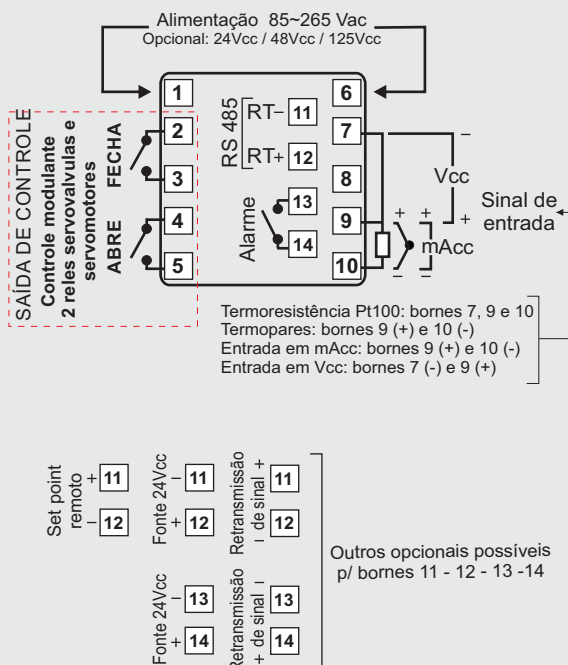 Alimentação 85~265 Vac
Opcional: 24Vcc / 48Vcc / 125Vcc
SAÍDA DE CONTROLE
Controle modulante
2 reles servovalvulas e
servomotores
FECHA
ABRE
1
2
3
4
5
RS 485
RT- 11
RT+ 12
Alarme
13
14
6
7
8
9
10
−
Vcc
+
+ +
mAcc
− −
Sinal de
entrada
Termoresistência Pt100: bornes 7, 9 e 10
Termopares: bornes 9 (+) e 10 (-)
Entrada em mAcc: bornes 9 (+) e 10 (-)
Entrada em Vcc: bornes 7 (-) e 9 (+)
Set point
remoto
+ 11
− 12
Fonte 24Vcc
− 11
+ 12
Retransmissão
− de sinal +
11
12
Fonte 24Vcc
− 13
+ 14
Retransmissão
+ de sinal −
13
14
Outros opcionais possíveis
p/ bornes 11 - 12 - 13 -14